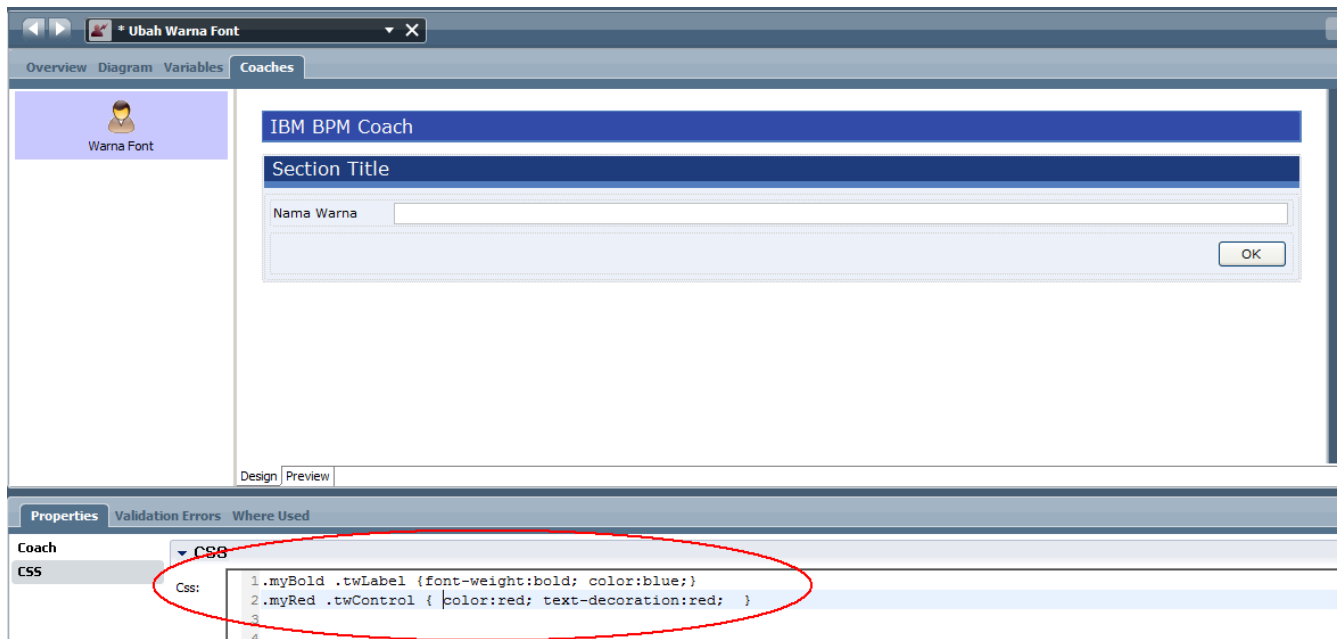 * Ubah Warna Font
Overview Diagram Variables Coaches
Warna Font
IBM BPM Coach
Section Title
Nama Warna
OK
Design Preview
Properties Validation Errors Where Used
Coach
CSS
CSS
Css:
1 .myBold .twLabel {font-weight:bold; color:blue;}
2 .myRed .twControl { color:red; text-decoration:red; }
3
4